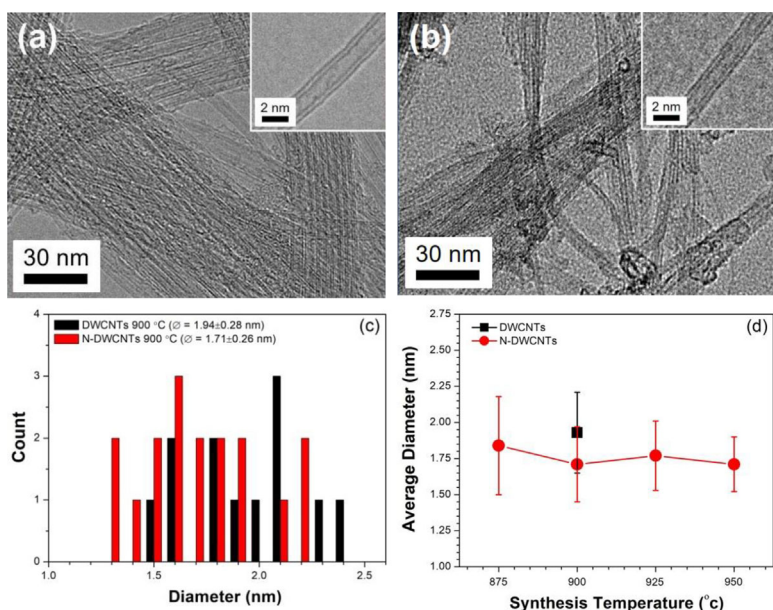 (a)
2 nm
30 nm
(b)
2 nm
30 nm
(c)
DWCNTs 900 °C (∅ = 1.94±0.28 nm)
N-DWCNTs 900 °C (∅ = 1.71±0.26 nm)
Count
4
3
2
1
0
1.0 1.5 2.0 2.5
Diameter (nm)
(d)
DWCNTs
N-DWCNTs
Average Diameter (nm)
2.75
2.50
2.25
2.00
1.75
1.50
1.25
1.00
875 900 925 950
Synthesis Temperature (°c)